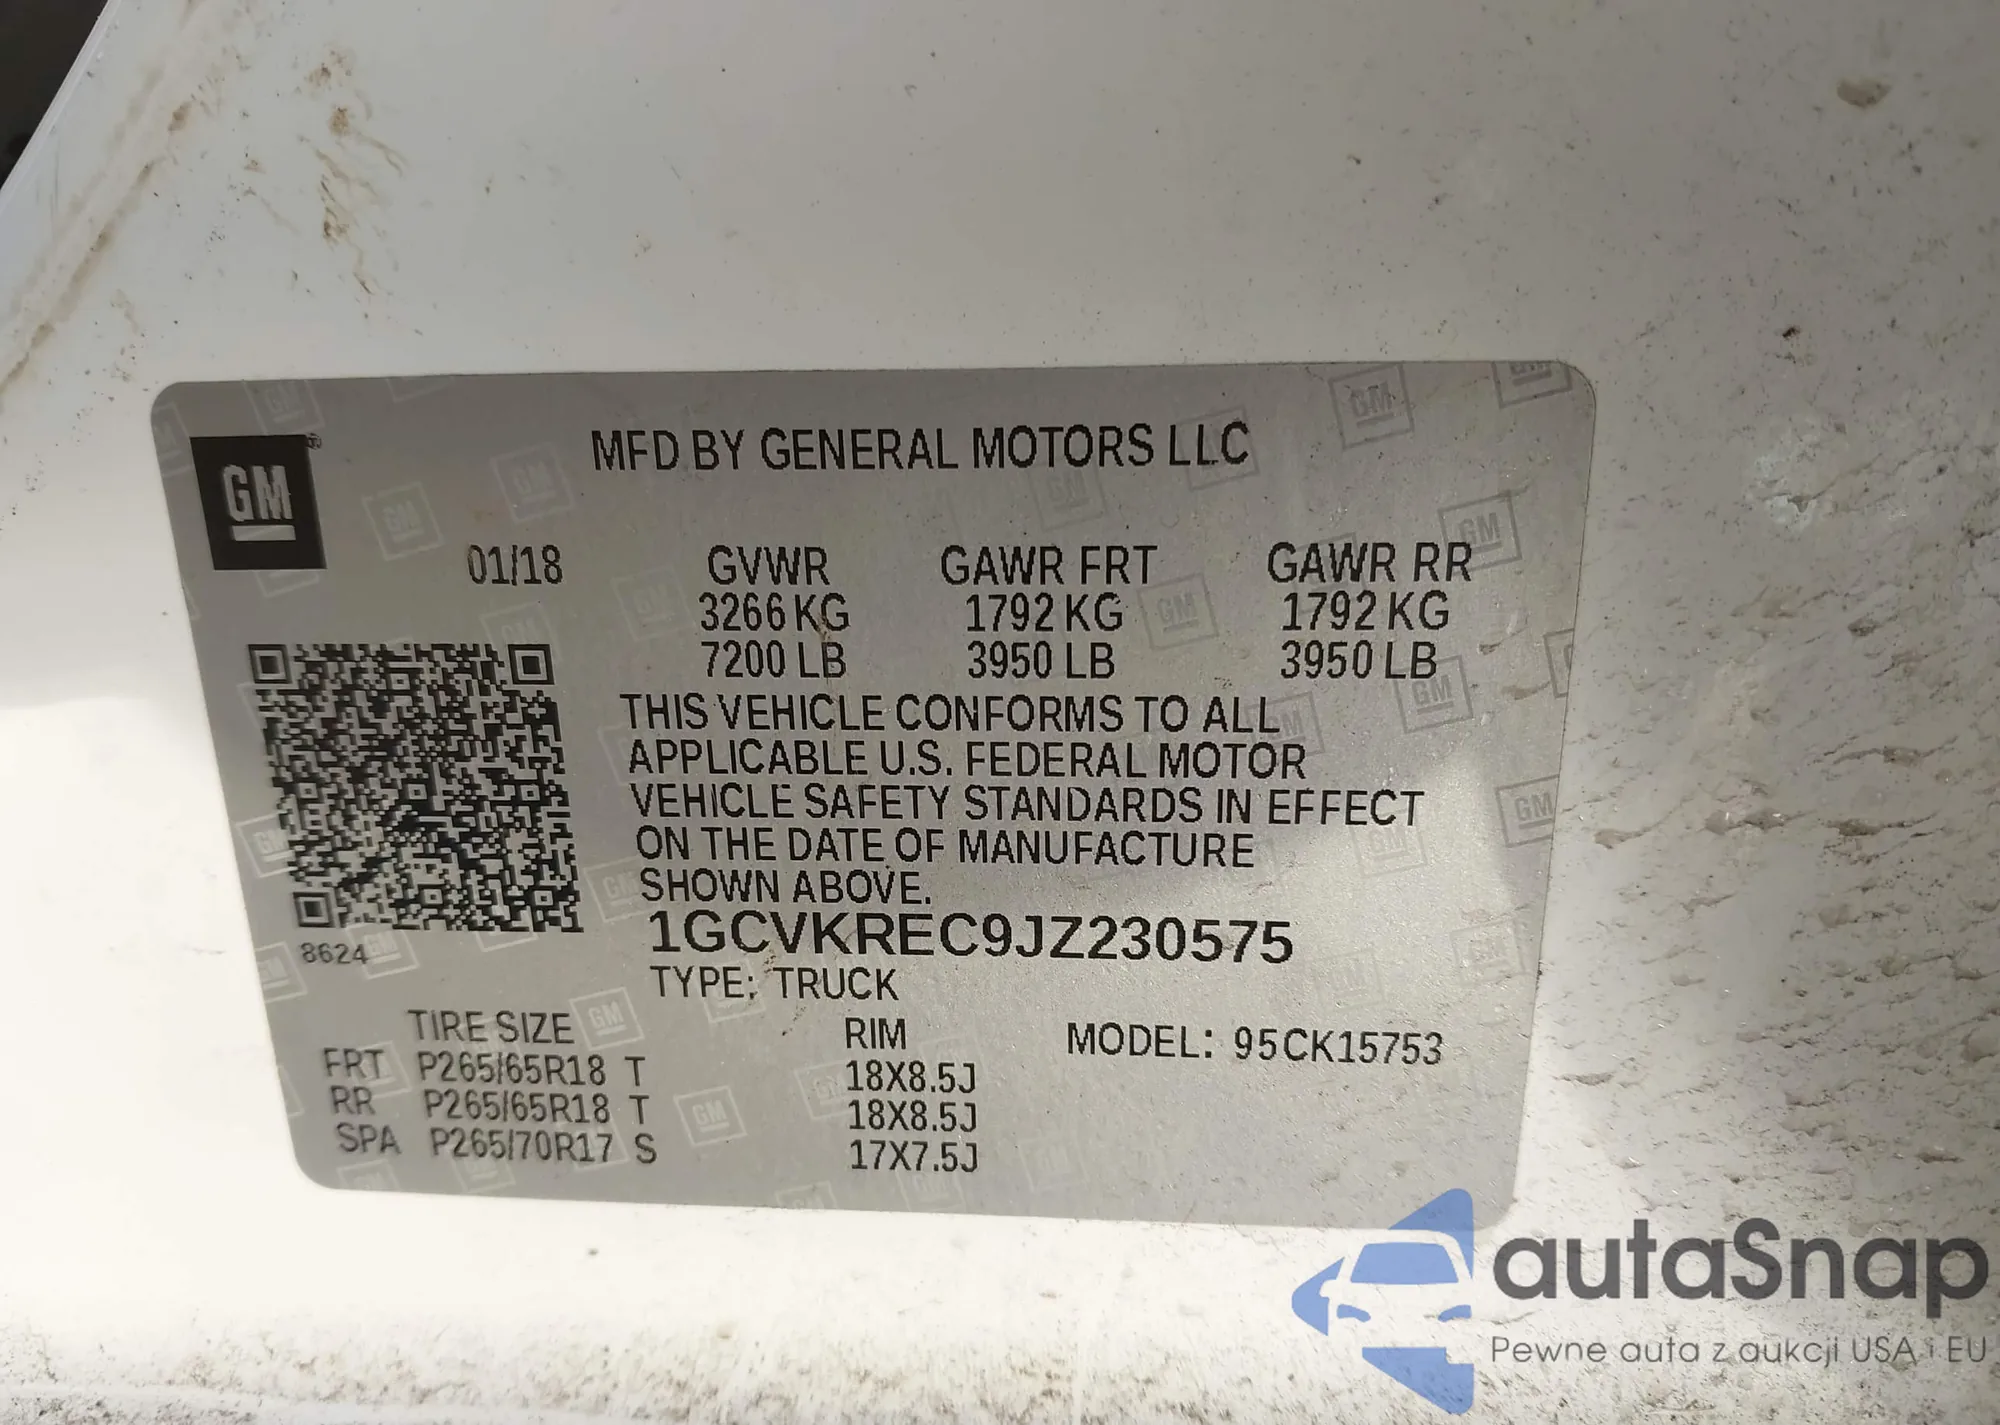 GM
MFD BY GENERAL MOTORS LLC
01/18 GVWR GAWR FRT GAWR RR
3266 KG 1792 KG 1792 KG
7200 LB 3950 LB 3950 LB
THIS VEHICLE CONFORMS TO ALL
APPLICABLE U.S. FEDERAL MOTOR
VEHICLE SAFETY STANDARDS IN EFFECT
ON THE DATE OF MANUFACTURE
SHOWN ABOVE.
1GCVKREC9JZ230575
8624
TYPE: TRUCK
TIRE SIZE RIM MODEL: 95CK15753
FRT P265/65R18 T 18X8.5J
RR P265/65R18 T 18X8.5J
SPA P265/70R17 S 17X7.5J
autaSnap
Pewne auta z aukcji USA i EU